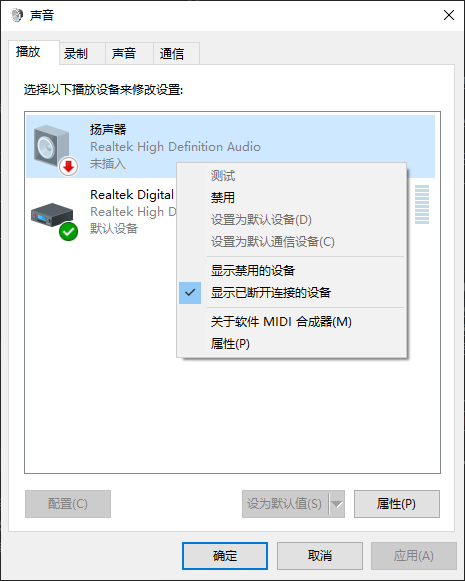 声音
播放 录制 声音 通信
选择以下播放设备来修改设置:
扬声器
Realtek High Definition Audio
未插入
测试
禁用
设置为默认设备(D)
设置为默认通信设备(C)
显示禁用的设备
显示已断开连接的设备
关于软件 MIDI 合成器(M)
属性(P)
Realtek Digital
Realtek High D
默认设备
配置(C) 设为默认值(S) 属性(P)
确定 取消 应用(A)